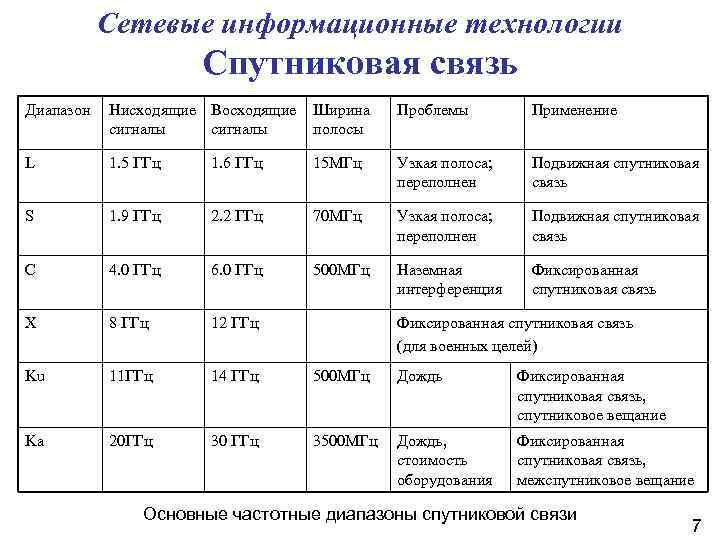 Сетевые информационные технологии
Спутниковая связь
Диапазон Нисходящие Восходящие Ширина Проблемы Применение
сигналы сигналы полосы
L 1.5 ГГц 1.6 ГГц 15МГц Узкая полоса; Подвижная спутниковая
переполнен связь
S 1.9 ГГц 2.2 ГГц 70МГц Узкая полоса; Подвижная спутниковая
переполнен связь
C 4.0 ГГц 6.0 ГГц 500МГц Наземная Фиксированная
интерференция спутниковая связь
X 8 ГГц 12 ГГц Фиксированная спутниковая связь
(для военных целей)
Ku 11ГГц 14 ГГц 500МГц Дождь Фиксированная
спутниковая связь,
спутниковое вещание
Ka 20ГГц 30 ГГц 3500МГц Дождь, Фиксированная
стоимость спутниковая связь,
оборудования межспутниковое вещание
Основные частотные диапазоны спутниковой связи
7